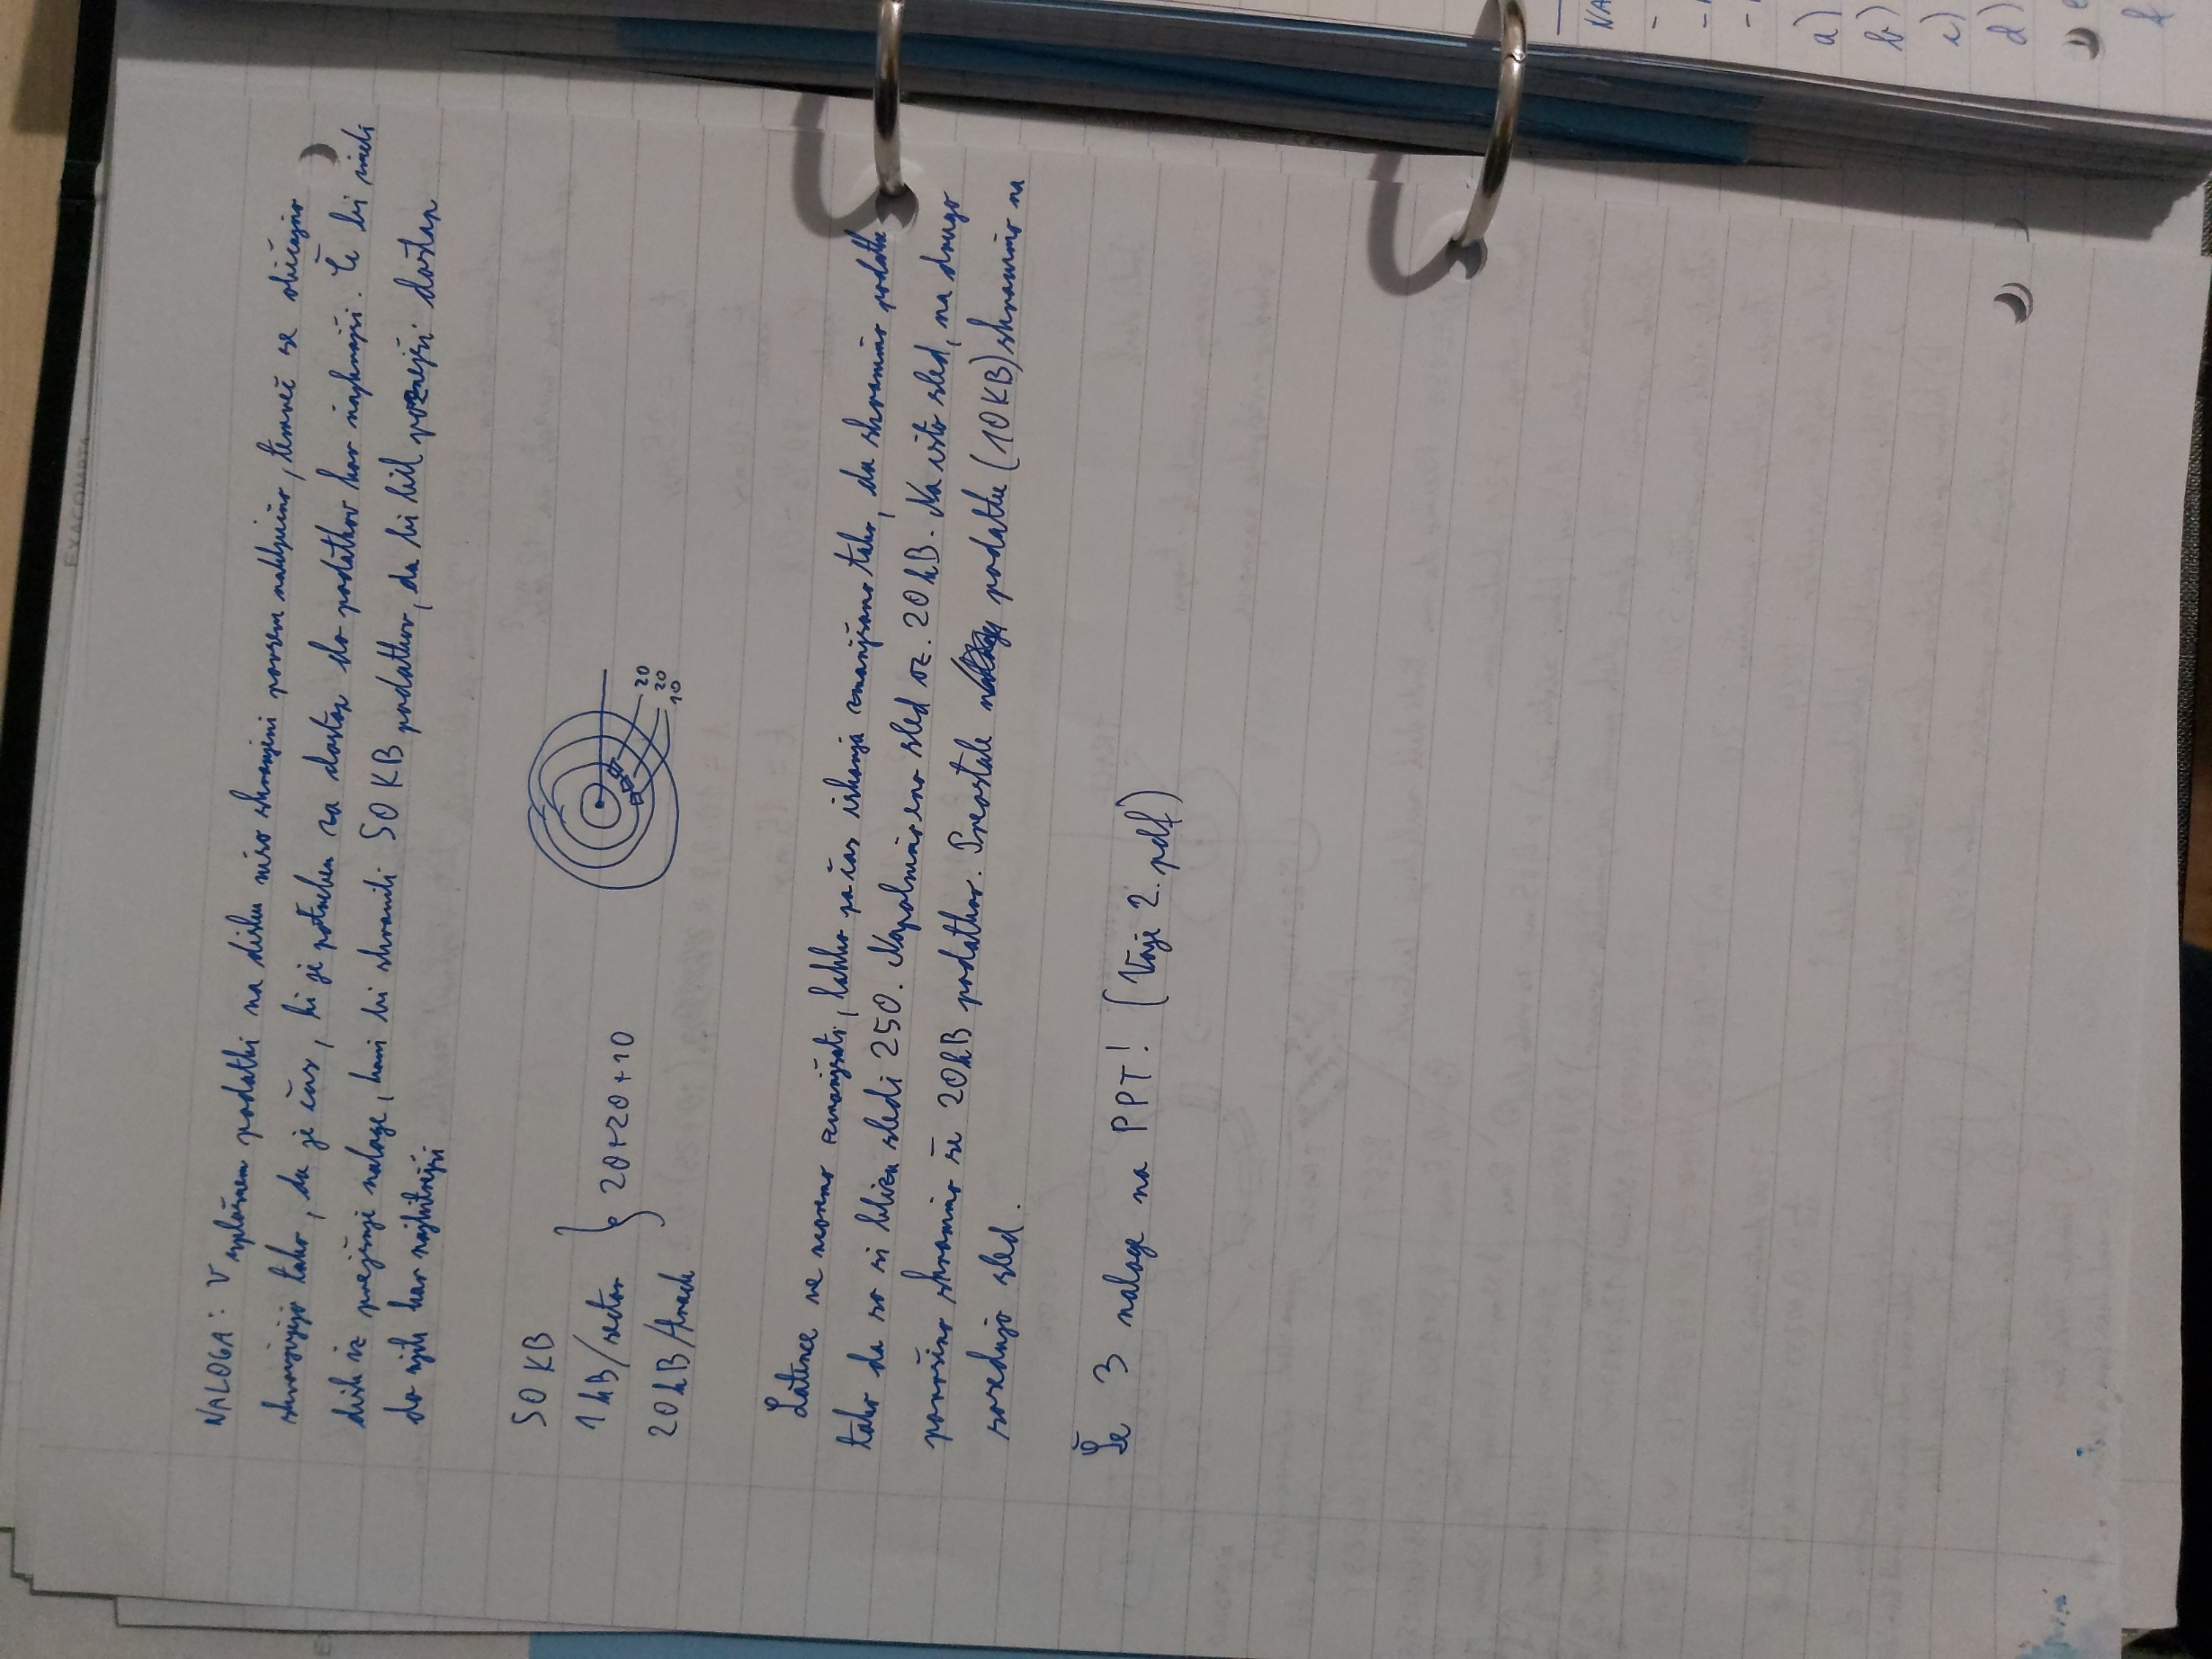 EXACOMPTA
NALOGA: V splošnem podatki na disku niso shranjeni povsem naključno, temveč se običajno
shranjujejo tako, da je čas, ki je potreben za dostop do podatkov kar najkrajši. Če bi imeli
disk iz prejšnje naloge, kam bi shranili 50 KB podatkov, da bi bil poznejši dostop
do njih kar najhitrejši
50 KB
1 kB/sector
20 kB/track
20+20+10
20
20
10
Latence ne moremo zmanjšati, lahko pa čas iskanja zmanjšamo tako, da shranimo podatke
tako da so si blizu sledi 250. Napolnimo eno sled oz. 20 kB. Na isto sled, na drugo
površino shranimo še 20 kB podatkov. Preostale podatke (10 KB) shranimo na
sosednjo sled.
Še 3 naloge na PPT! (Vaje 2. pdf)
NA
a)
b)
c)
d)
e
f